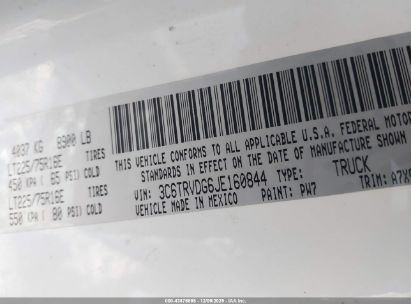 4037 KG 8900 LB
LT225/75R16E TIRES
450 KPA ( 65 PSI) COLD
LT225/75R16E TIRES
550 KPA ( 80 PSI) COLD
THIS VEHICLE CONFORMS TO ALL APPLICABLE U.S.A. FEDERAL MOTOR
STANDARDS IN EFFECT ON THE DATE OF MANUFACTURE SHOWN
VIN: 3C6TRVDG6JE160844 TYPE: TRUCK
VEHICLE MADE IN MEXICO PAINT: PW7 TRIM: